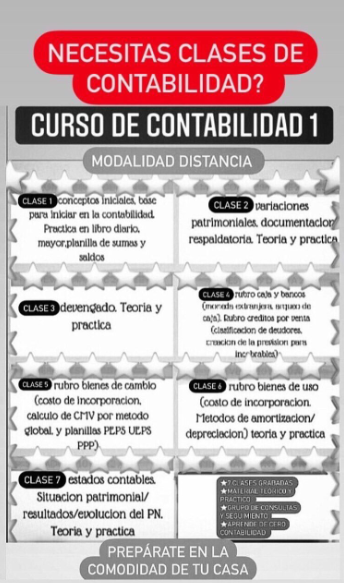 NECESITAS CLASES DE
CONTABILIDAD?
CURSO DE CONTABILIDAD 1
MODALIDAD DISTANCIA
CLASE 1 conceptos iniciales, base
para iniciar en la contabilidad.
Practica en libro diario,
mayor,planilla de sumas y
saldos
CLASE 2 variaciones
patrimoniales, documentacion
respaldatoria. Teoria y practica
CLASE 3 devengado. Teoria y
practica
CLASE 4 rubro caja y bancos
(moneda extranjera, arqueo de
caja). Rubro creditos por venta
(clasificacion de deudores,
creacion de la prevision para
incobrables)
CLASE 5 rubro bienes de cambio
(costo de incorporacion,
calculo de CMV por metodo
global, y planillas PEPS UEPS
PPP)
CLASE 6 rubro bienes de uso
(costo de incorporacion,
Metodos de amortizacion/
depreciacion) teoria y practica
CLASE 7 estados contables.
Situacion patrimonial/
resultados/evolucion del PN.
Teoria y practica
★7 CLASES GRABADAS
★MATERIAL TEORICO Y
PRACTICO
★GRUPO DE CONSULTAS
Y SEGUIMIENTO
★APRENDE DE CERO
CONTABILIDAD
PREPÁRATE EN LA
COMODIDAD DE TU CASA